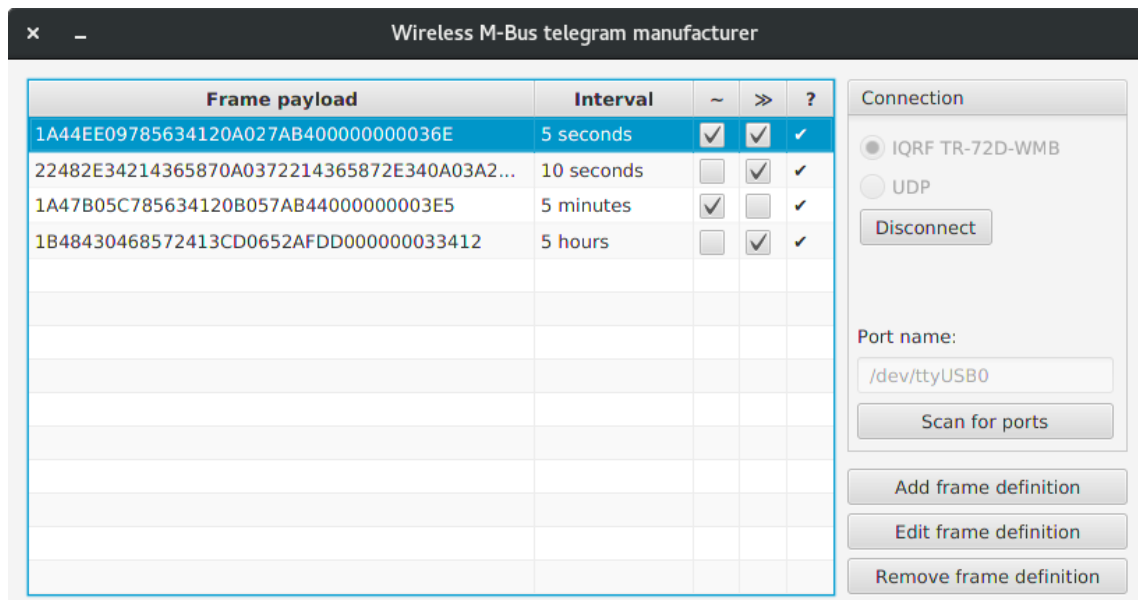 Wireless M-Bus telegram manufacturer
Frame payload Interval ~ ≫ ?
1A44EE09785634120A027AB400000000036E 5 seconds ✔
22482E34214365870A0372214365872E340A03A2... 10 seconds ✔
1A47B05C785634120B057AB44000000003E5 5 minutes ✔
1B48430468572413CD0652AFDD000000033412 5 hours ✔
Connection
IQRF TR-72D-WMB
UDP
Disconnect
Port name:
/dev/ttyUSB0
Scan for ports
Add frame definition
Edit frame definition
Remove frame definition